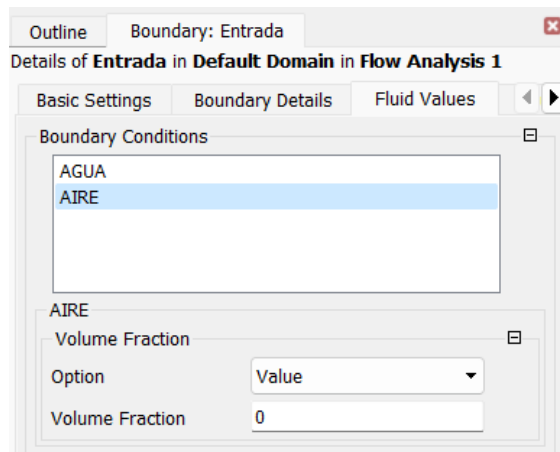 Outline Boundary: Entrada
Details of Entrada in Default Domain in Flow Analysis 1
Basic Settings Boundary Details Fluid Values
Boundary Conditions
AGUA
AIRE
AIRE
Volume Fraction
Option Value
Volume Fraction 0